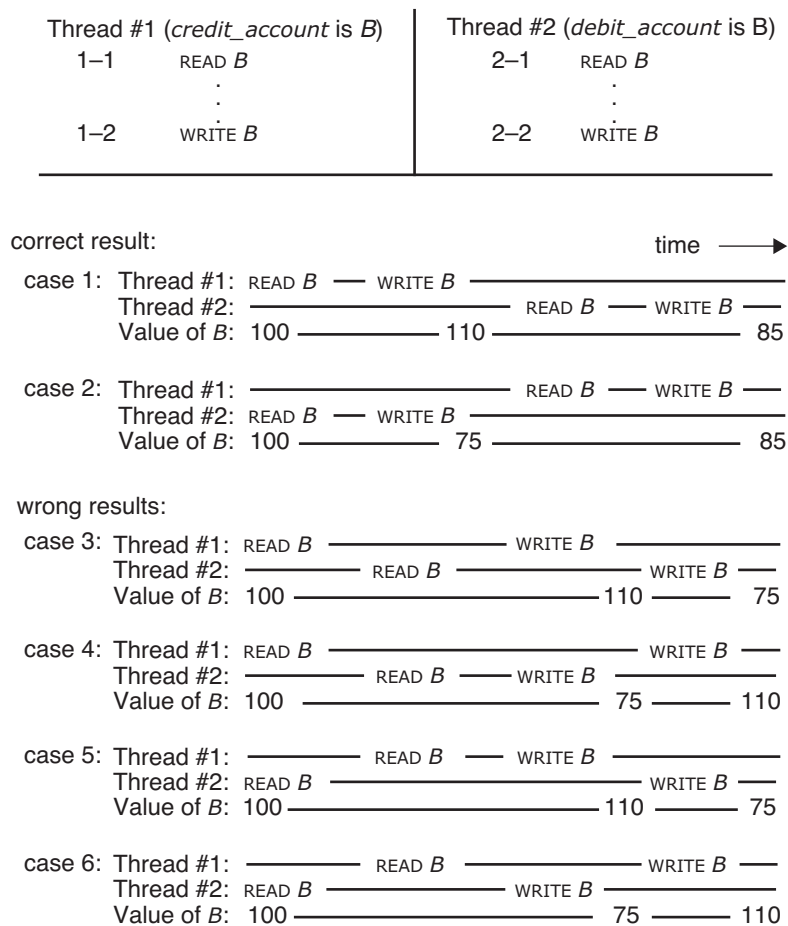 Thread #1 (credit_account is B)
1–1 READ B
.
.
.
1–2 WRITE B
Thread #2 (debit_account is B)
2–1 READ B
.
.
.
2–2 WRITE B
correct result:
time
case 1: Thread #1: READ B WRITE B
Thread #2: READ B WRITE B
Value of B: 100 110 85
case 2: Thread #1: READ B WRITE B
Thread #2: READ B WRITE B
Value of B: 100 75 85
wrong results:
case 3: Thread #1: READ B WRITE B
Thread #2: READ B WRITE B
Value of B: 100 110 75
case 4: Thread #1: READ B WRITE B
Thread #2: READ B WRITE B
Value of B: 100 75 110
case 5: Thread #1: READ B WRITE B
Thread #2: READ B WRITE B
Value of B: 100 110 75
case 6: Thread #1: READ B WRITE B
Thread #2: READ B WRITE B
Value of B: 100 75 110